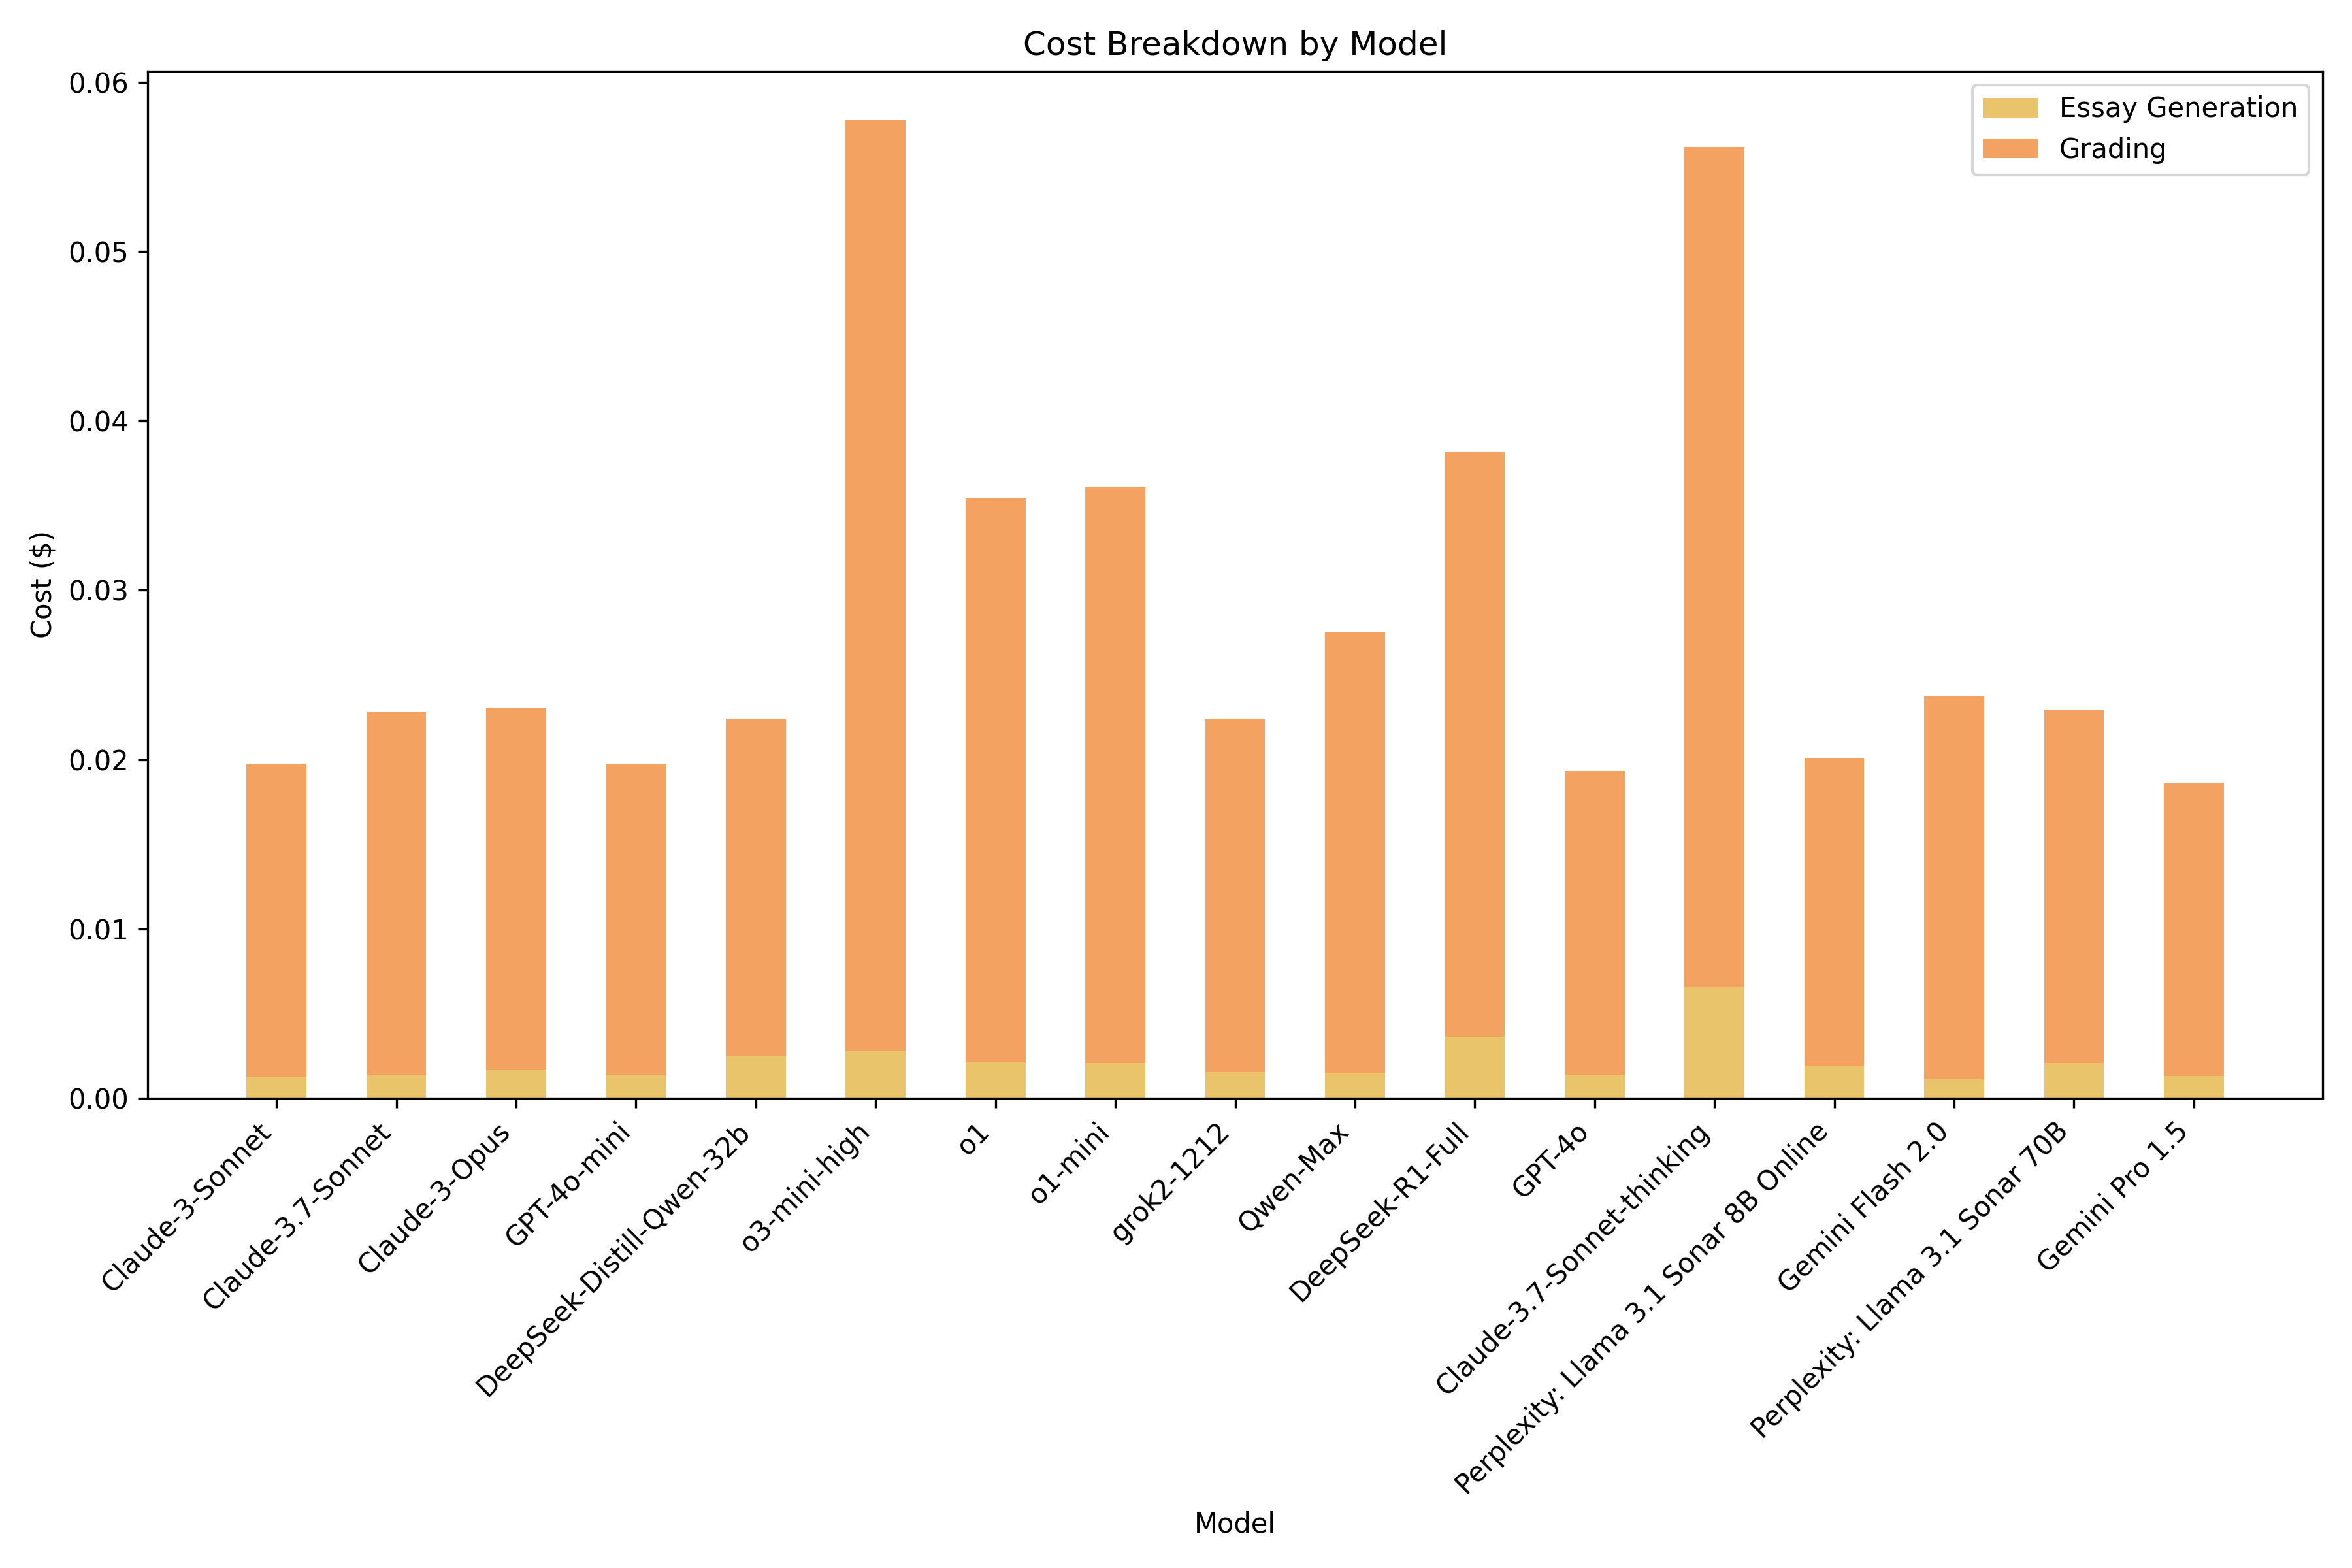 Cost Breakdown by Model
Essay Generation
Grading
Cost ($)
0.06
0.05
0.04
0.03
0.02
0.01
0.00
Claude-3-Sonnet
Claude-3.7-Sonnet
Claude-3-Opus
GPT-4o-mini
DeepSeek-Distill-Qwen-32b
o3-mini-high
o1
o1-mini
grok2-1212
Qwen-Max
DeepSeek-R1-Full
GPT-4o
Claude-3.7-Sonnet-thinking
Perplexity: Llama 3.1 Sonar 8B Online
Gemini Flash 2.0
Perplexity: Llama 3.1 Sonar 70B
Gemini Pro 1.5
Model